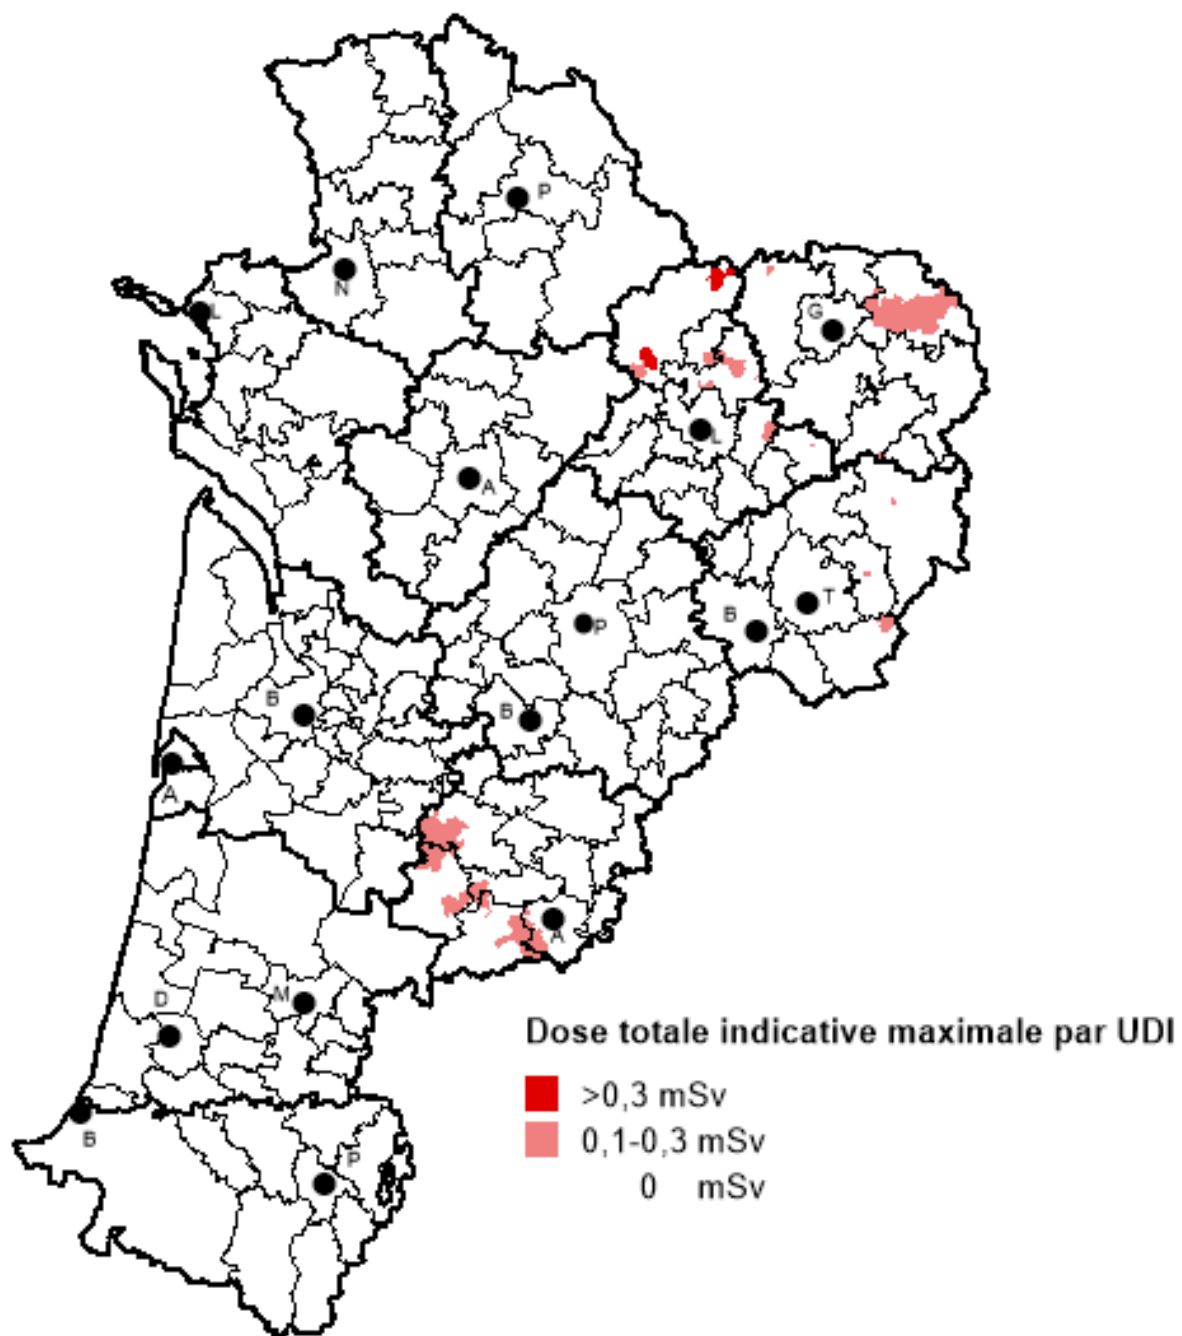 P
N
L
G
L
A
T
B
P
B
B
A
A
M
D
B
P
Dose totale indicative maximale par UDI
>0,3 mSv
0,1-0,3 mSv
0 mSv